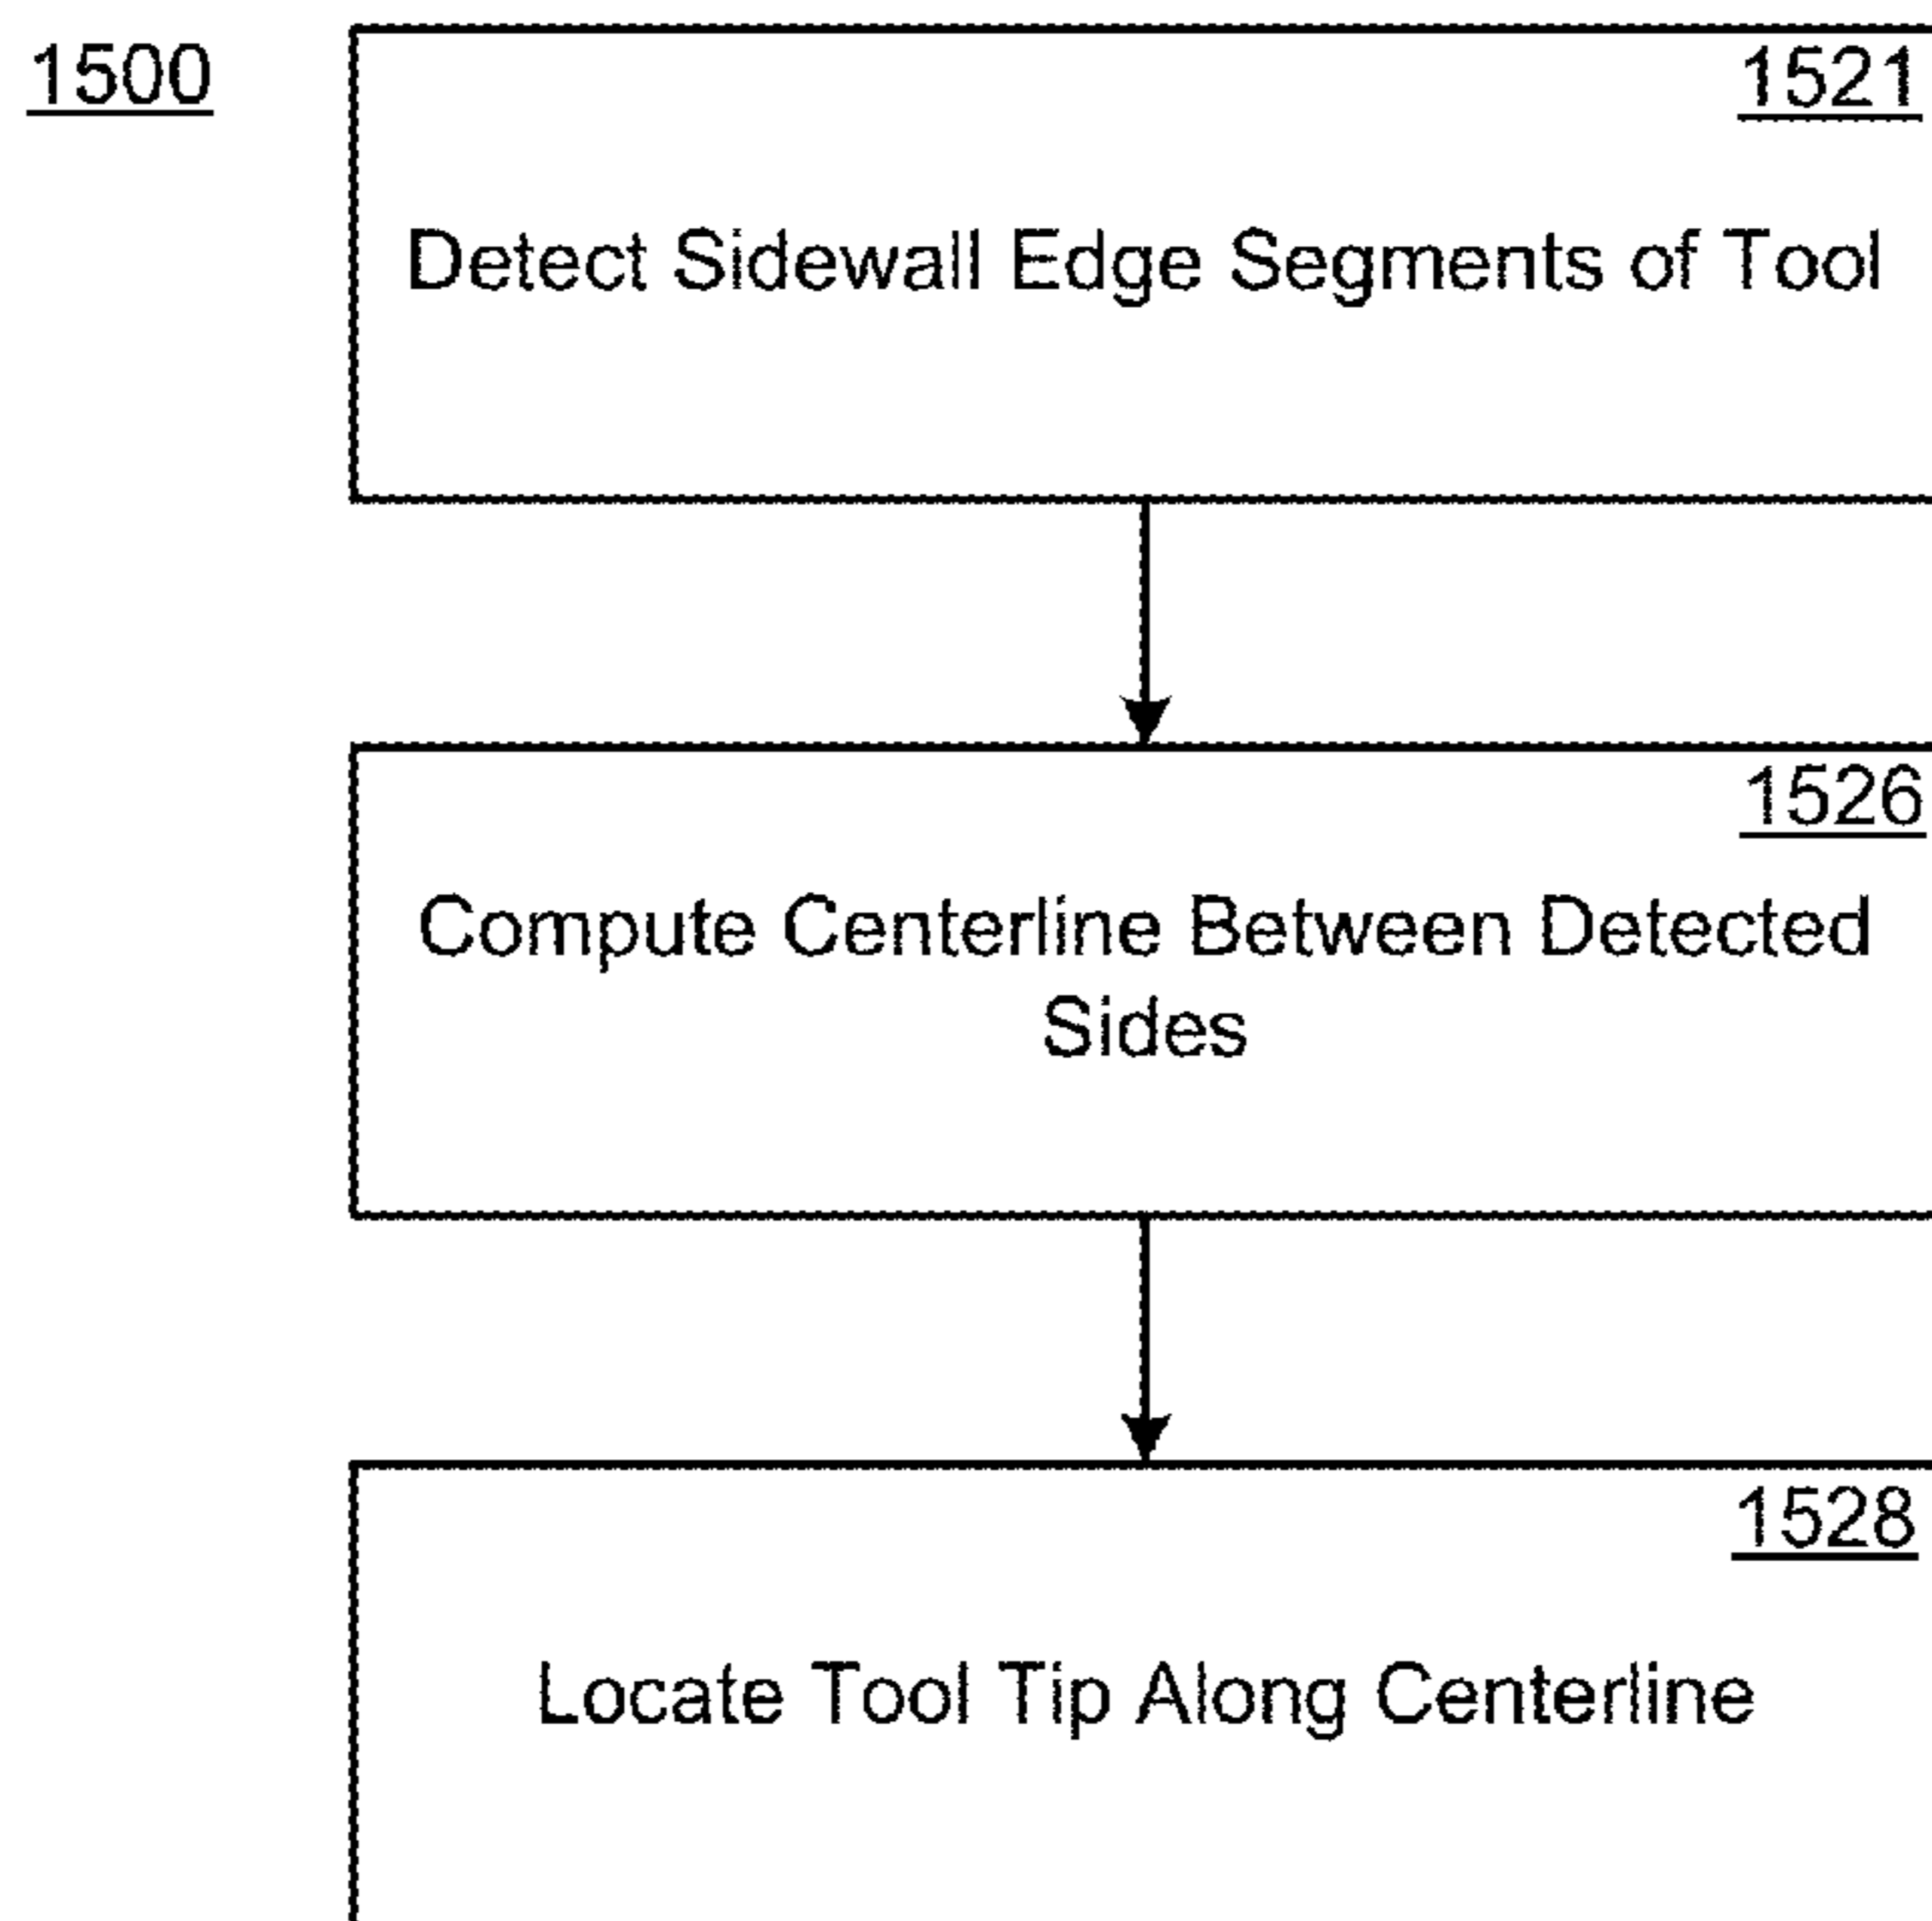 1500
1521
Detect Sidewall Edge Segments of Tool
1526
Compute Centerline Between Detected
Sides
1528
Locate Tool Tip Along Centerline